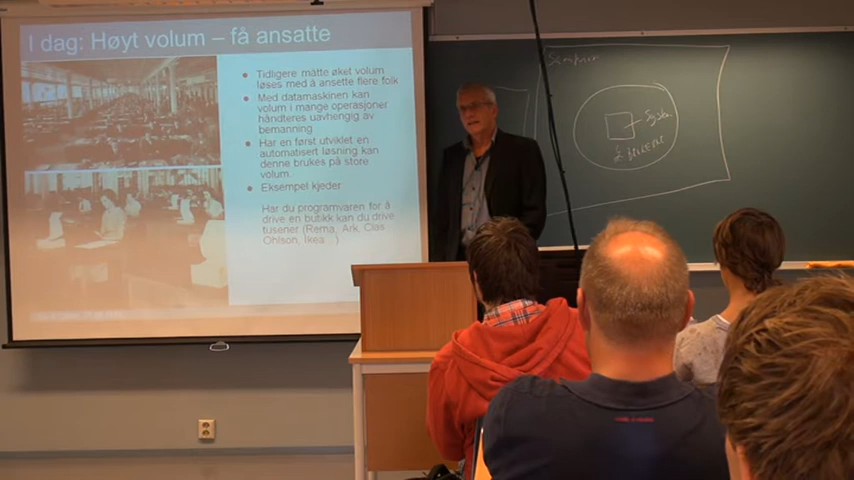 I dag: Høyt volum – få ansatte
• Tidligere måtte øket volum
løses med å ansette flere folk
• Med datamaskinen kan
volum i mange operasjoner
håndteres uavhengig av
bemanning.
• Har en først utviklet en
automatisert løsning kan
denne brukes på store
volum.
• Eksempel kjeder
Har du programvaren for å
drive en butikk kan du drive
tusener (Rema, Ark, Clas
Ohlson, Ikea